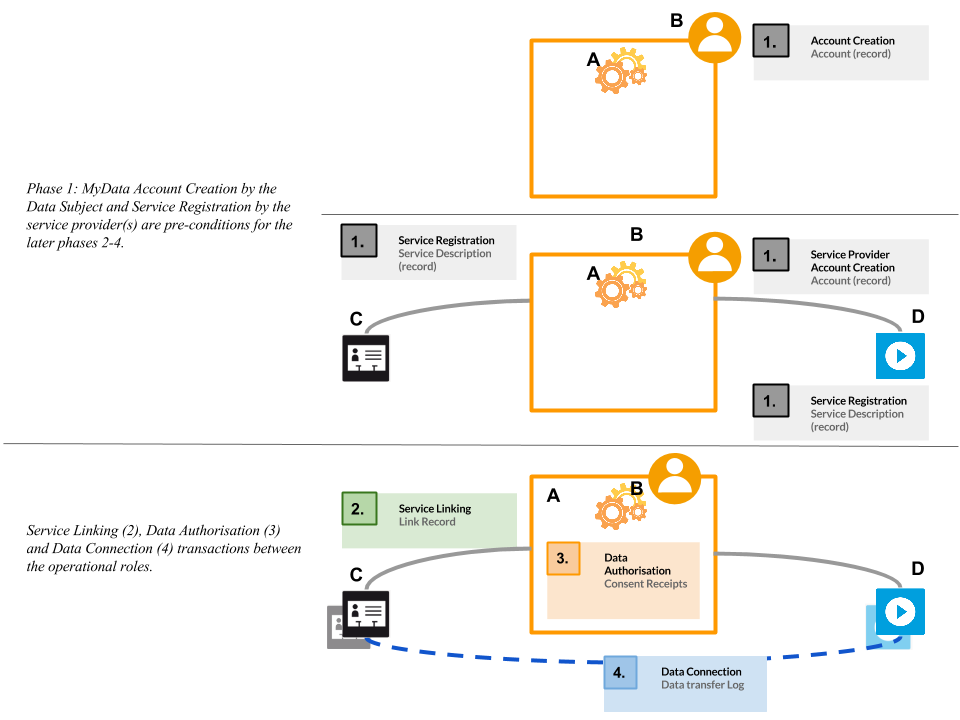 B
1.
Account Creation
Account (record)
A
Phase 1: MyData Account Creation by the
Data Subject and Service Registration by the
service provider(s) are pre-conditions for the
later phases 2-4.
1.
Service Registration
Service Description
(record)
B
A
1.
Service Provider
Account Creation
Account (record)
C
D
1.
Service Registration
Service Description
(record)
Service Linking (2), Data Authorisation (3)
and Data Connection (4) transactions between
the operational roles.
2.
Service Linking
Link Record
A
B
3.
Data
Authorisation
Consent Receipts
C
D
4.
Data Connection
Data transfer Log